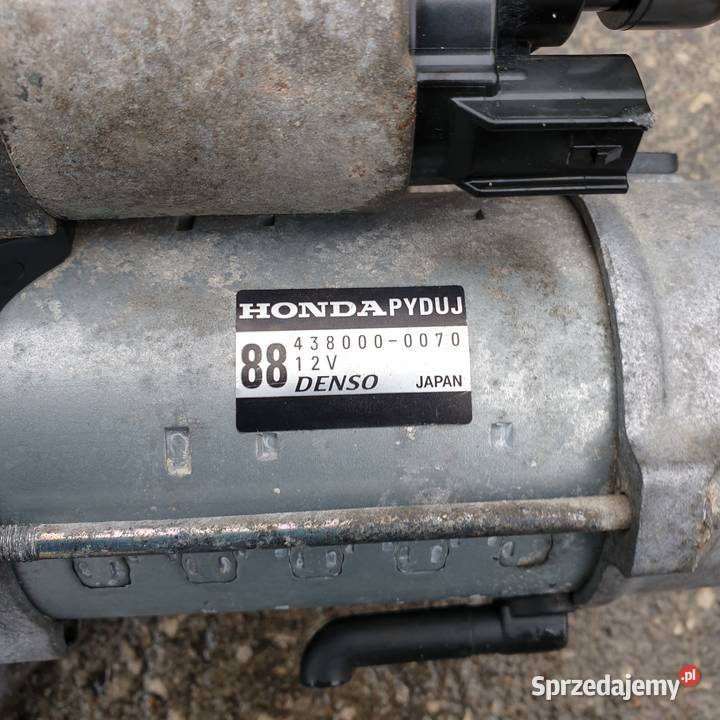 HONDA PYDUJ
88 438000-0070
12V
DENSO JAPAN
Sprzedajemy.pl